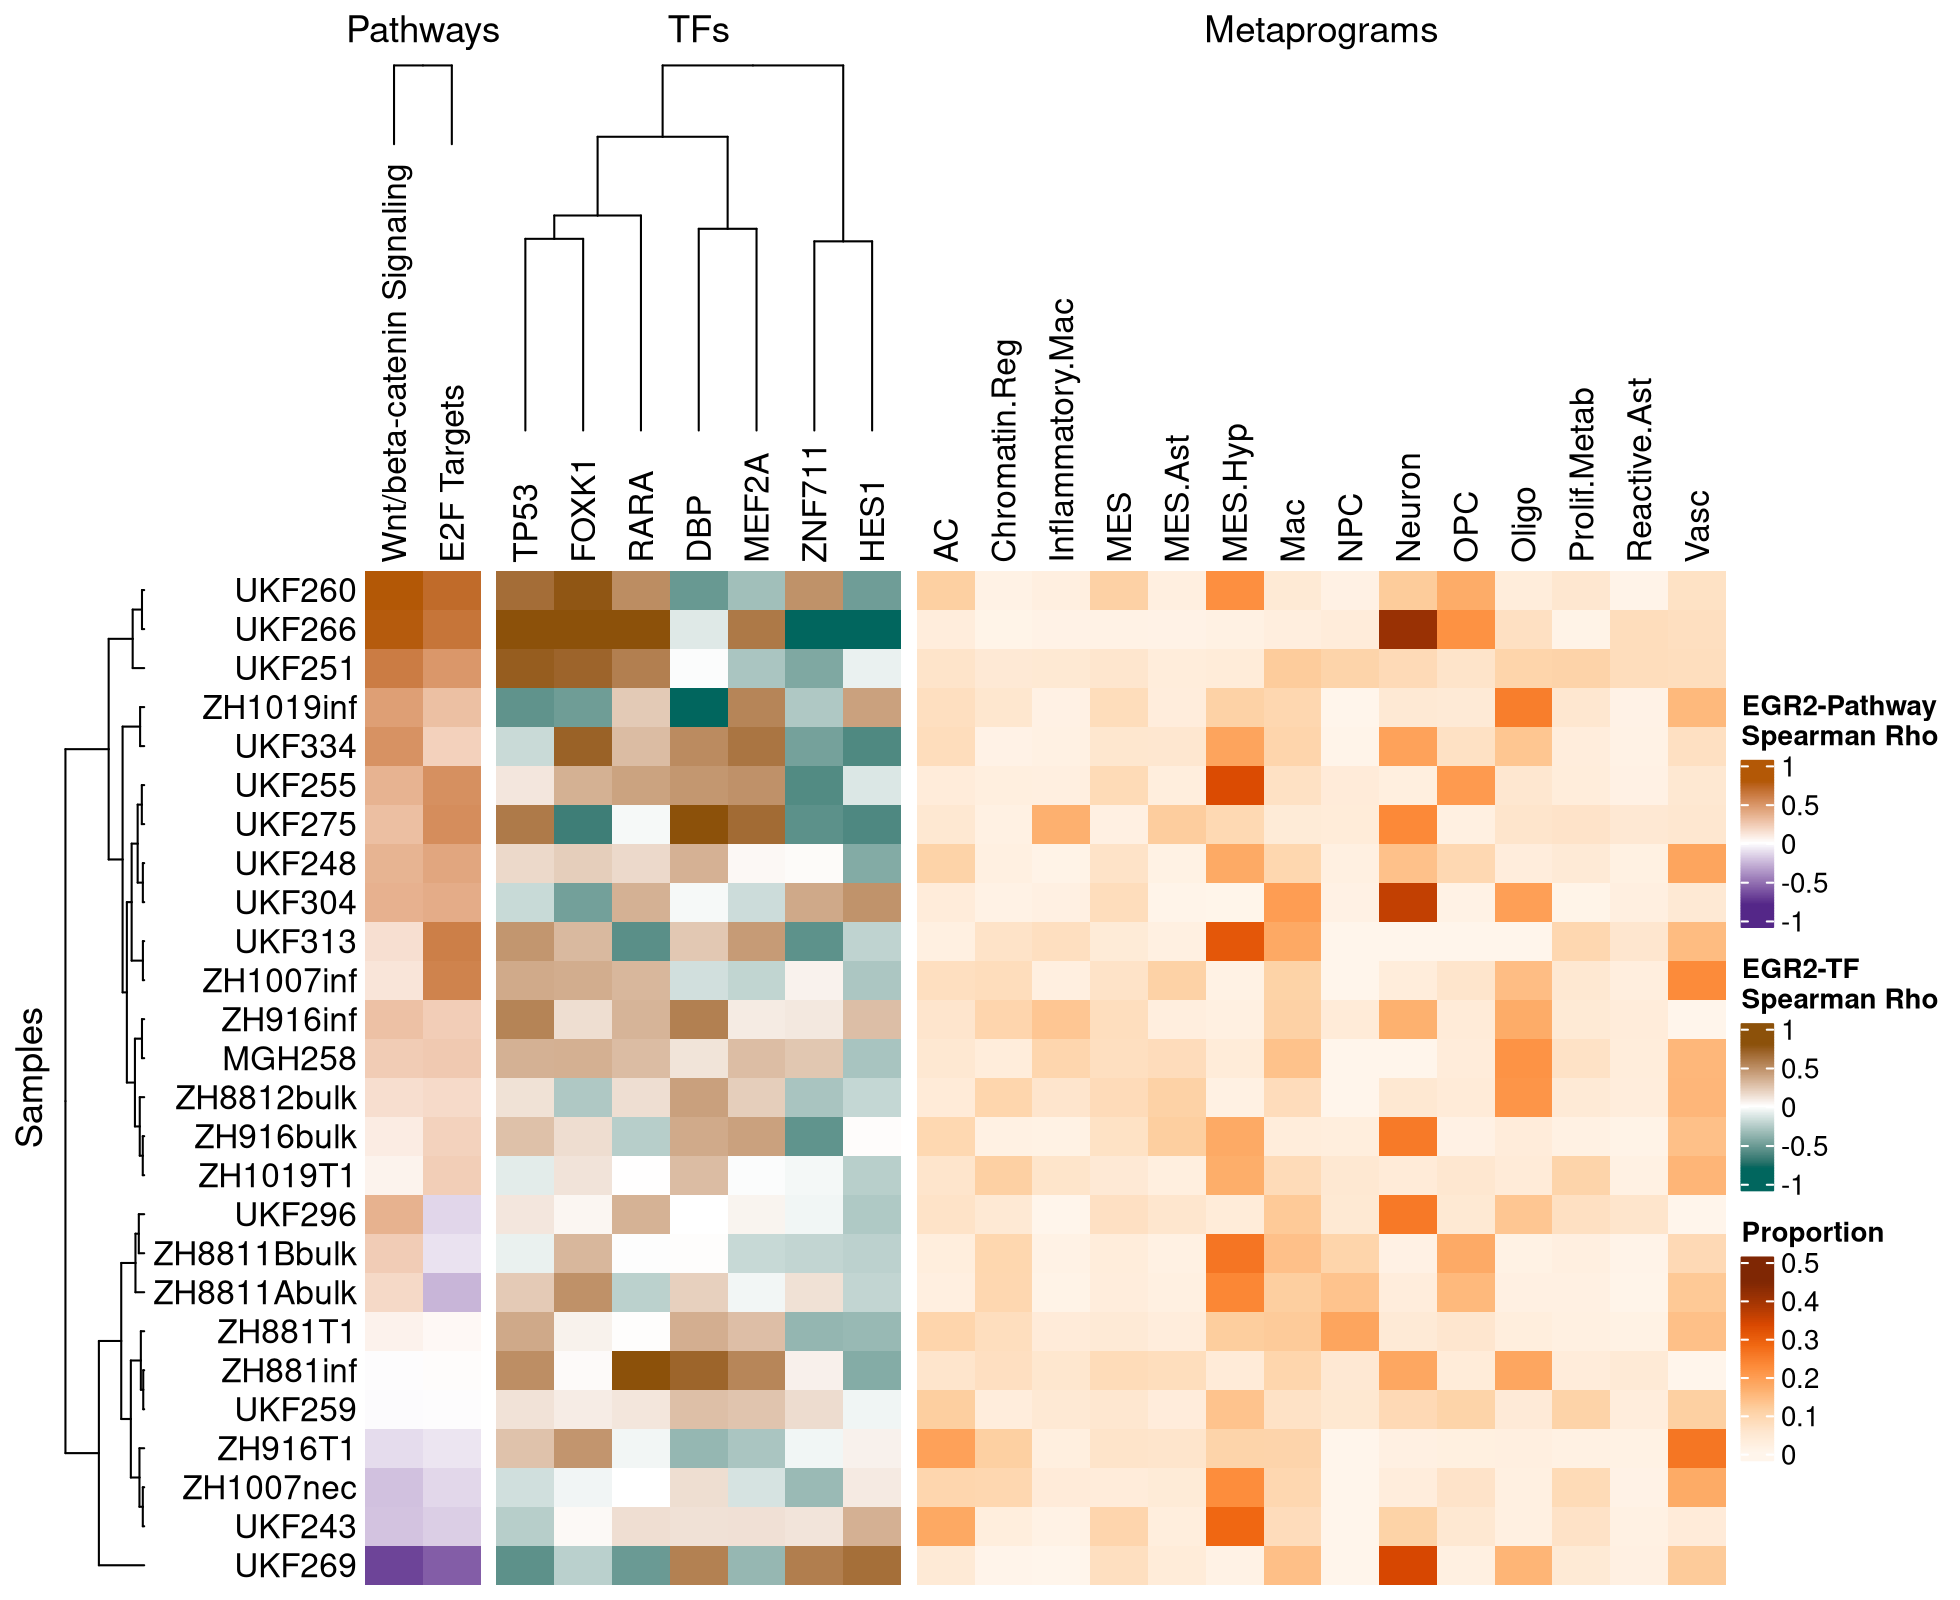 Pathways
TFs
Metaprograms
Wnt/beta-catenin Signaling
E2F Targets
TP53
FOXK1
RARA
DBP
MEF2A
ZNF711
HES1
AC
Chromatin.Reg
Inflammatory.Mac
MES
MES.Ast
MES.Hyp
Mac
NPC
Neuron
OPC
Oligo
Prolif.Metab
Reactive.Ast
Vasc
Samples
UKF260
UKF266
UKF251
ZH1019inf
UKF334
UKF255
UKF275
UKF248
UKF304
UKF313
ZH1007inf
ZH916inf
MGH258
ZH8812bulk
ZH916bulk
ZH1019T1
UKF296
ZH8811Bbulk
ZH8811Abulk
ZH881T1
ZH881inf
UKF259
ZH916T1
ZH1007nec
UKF243
UKF269
EGR2-Pathway
Spearman Rho
1
0.5
0
-0.5
-1
EGR2-TF
Spearman Rho
1
0.5
0
-0.5
-1
Proportion
0.5
0.4
0.3
0.2
0.1
0